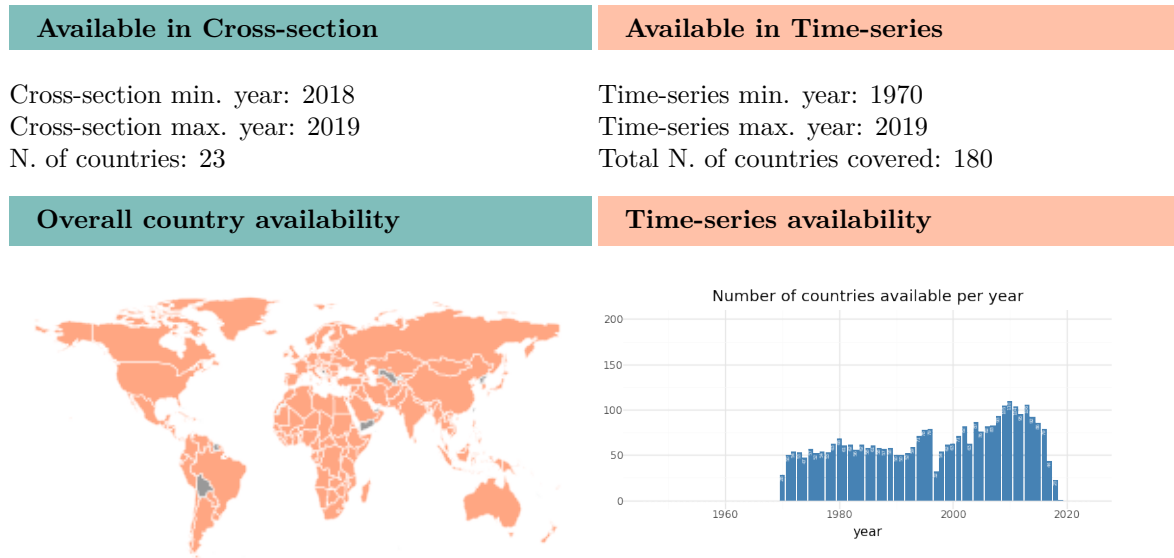 Available in Cross-section
Available in Time-series
Cross-section min. year: 2018
Cross-section max. year: 2019
N. of countries: 23
Time-series min. year: 1970
Time-series max. year: 2019
Total N. of countries covered: 180
Overall country availability
Time-series availability
Number of countries available per year
200
150
100
50
0
1960
1980
2000
2020
year